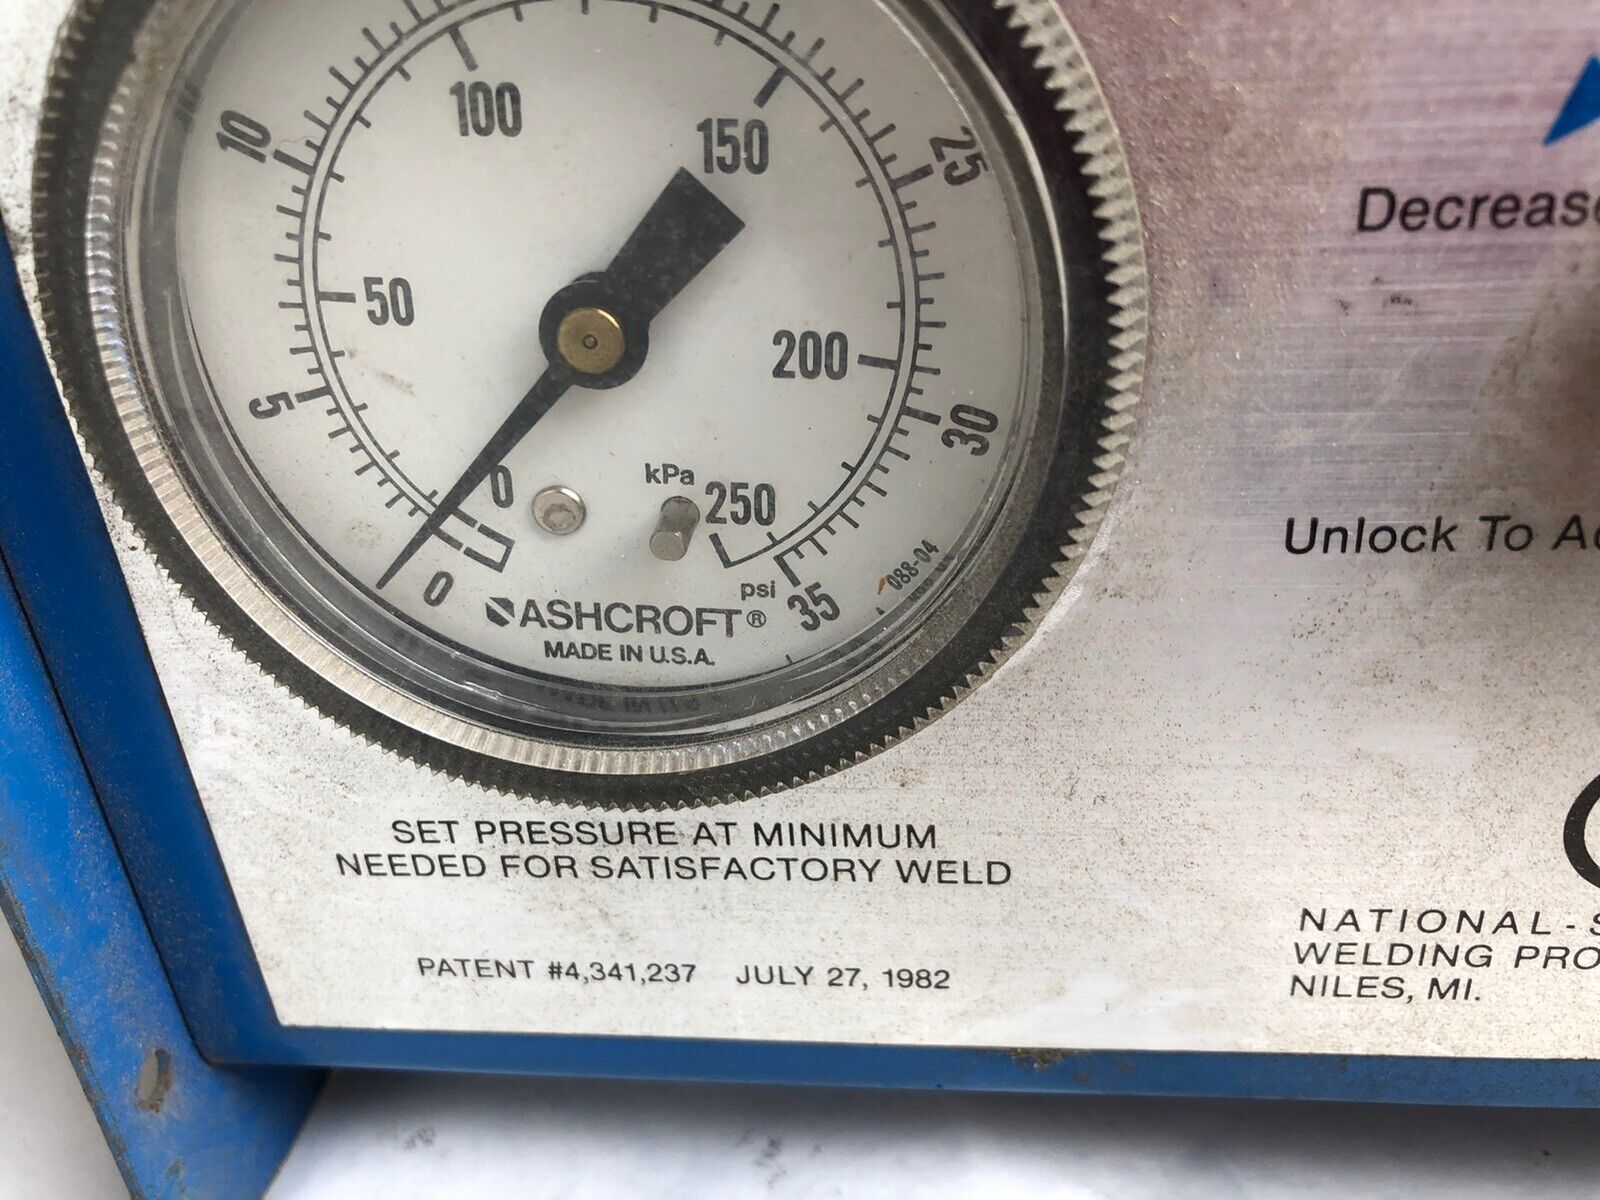 100
150
10
25
50
200
5
30
0
kPa
250
0
psi
35
088-04
ASHCROFT®
MADE IN U.S.A.
Decrease
Unlock To
SET PRESSURE AT MINIMUM
NEEDED FOR SATISFACTORY WELD
PATENT #4,341,237 JULY 27, 1982
NATIONAL-S
WELDING PRO
NILES, MI.